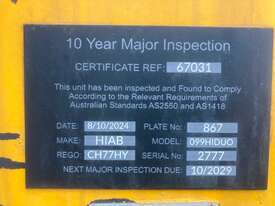 10 Year Major Inspection
CERTIFICATE REF: 67031
This unit has been inspected and Found to Comply
According to the Relevant Requirements of
Australian Standards AS2550 and AS1418
DATE: 8/10/2024 PLATE No: 867
MAKE: HIAB MODEL: 099HIDUO
REGO: CH77HY SERIAL No: 2777
NEXT MAJOR INSPECTION DUE: 10/2029